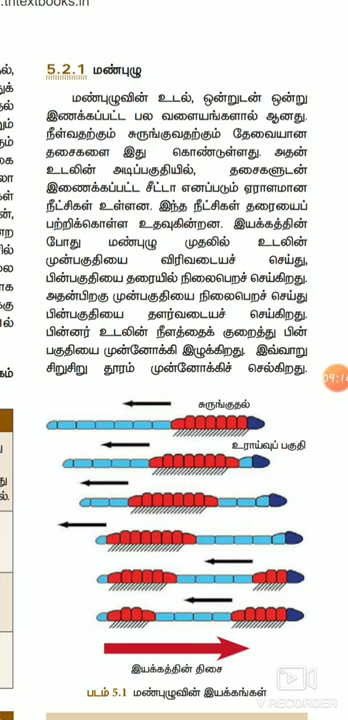 .tntextbooks.in
5.2.1 மண்புழு
மண்புழுவின் உடல், ஒன்றுடன் ஒன்று
இணைக்கப்பட்ட பல வளையங்களால் ஆனது.
நீள்வதற்கும் சுருங்குவதற்கும் தேவையான
தசைகளை இது கொண்டுள்ளது. அதன்
உடலின் அடிப்பகுதியில், தசைகளுடன்
இணைக்கப்பட்ட சீட்டா எனப்படும் ஏராளமான
நீட்சிகள் உள்ளன. இந்த நீட்சிகள் தரையைப்
பற்றிக்கொள்ள உதவுகின்றன. இயக்கத்தின்
போது மண்புழு முதலில் உடலின்
முன்பகுதியை விரிவடையச் செய்து,
பின்பகுதியை தரையில் நிலைபெறச் செய்கிறது.
அதன்பிறகு முன்பகுதியை நிலைபெறச் செய்து
பின்பகுதியை தளர்வடையச் செய்கிறது.
பின்னர் உடலின் நீளத்தைக் குறைத்து பின்
பகுதியை முன்னோக்கி இழுக்கிறது. இவ்வாறு
சிறுசிறு தூரம் முன்னோக்கிச் செல்கிறது.
சுருங்குதல்
உராய்வுப் பகுதி
இயக்கத்தின் திசை
படம் 5.1 மண்புழுவின் இயக்கங்கள்
V RECORDER